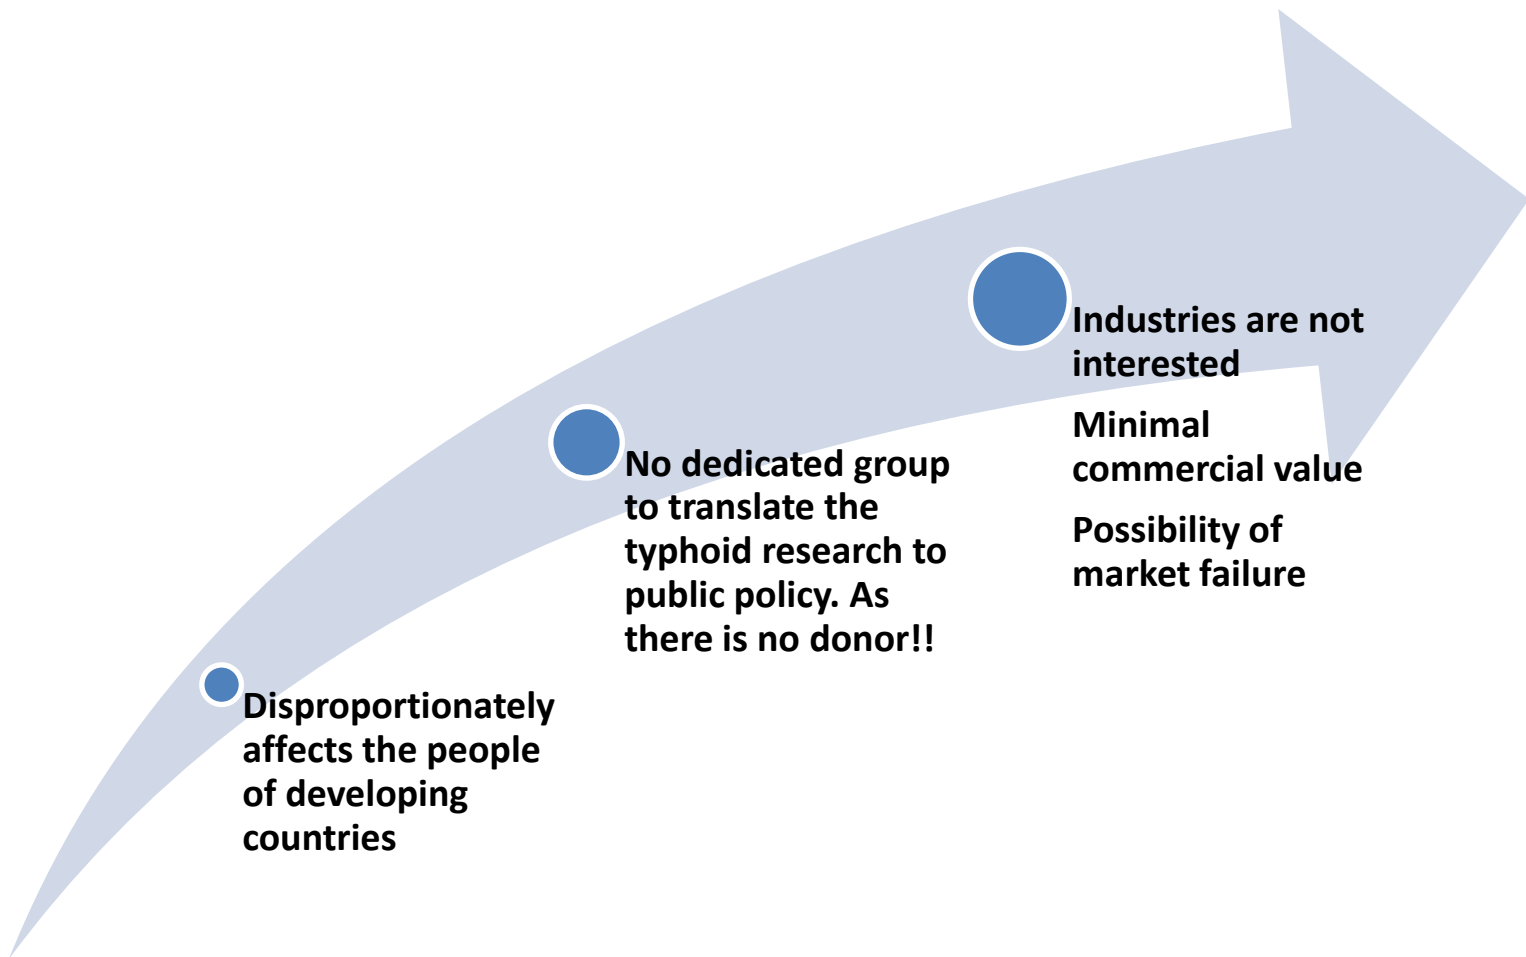 Disproportionately
affects the people
of developing
countries
No dedicated group
to translate the
typhoid research to
public policy. As
there is no donor!!
Industries are not
interested
Minimal
commercial value
Possibility of
market failure